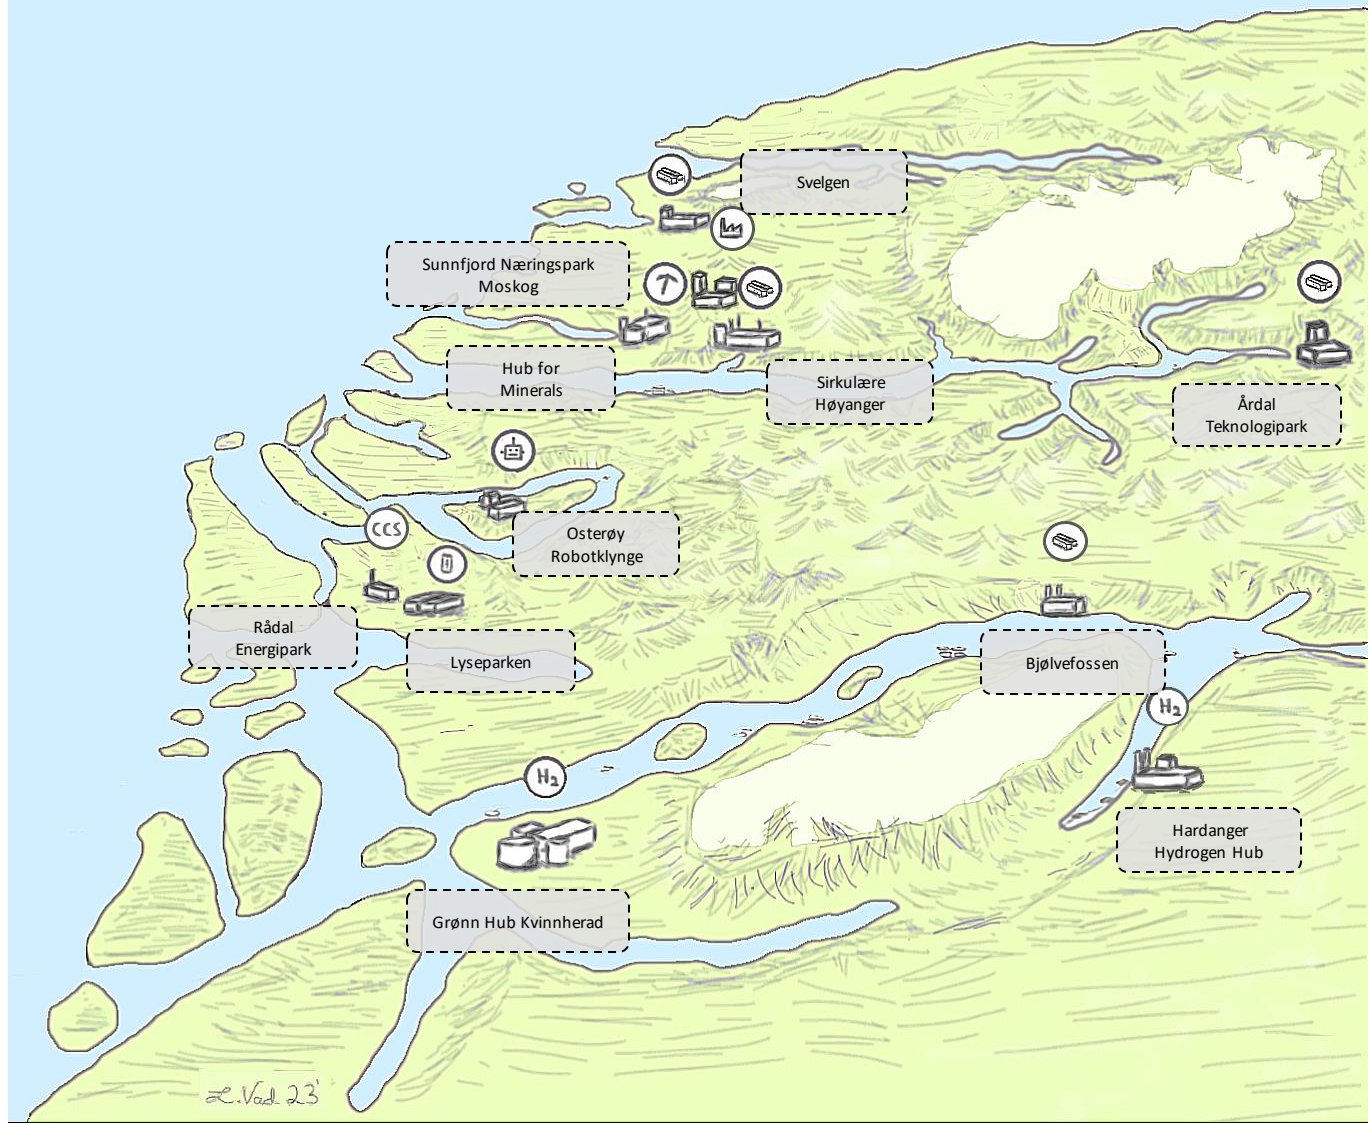 Svelgen
Sunnfjord Næringspark
Moskog
Hub for
Minerals
Sirkulære
Høyanger
Årdal
Teknologipark
CCS
Osterøy
Robotklynge
Rådal
Energipark
Lyseparken
Bjølvefossen
H2
H2
Hardanger
Hydrogen Hub
Grønn Hub Kvinnherad
L.Vad 23'